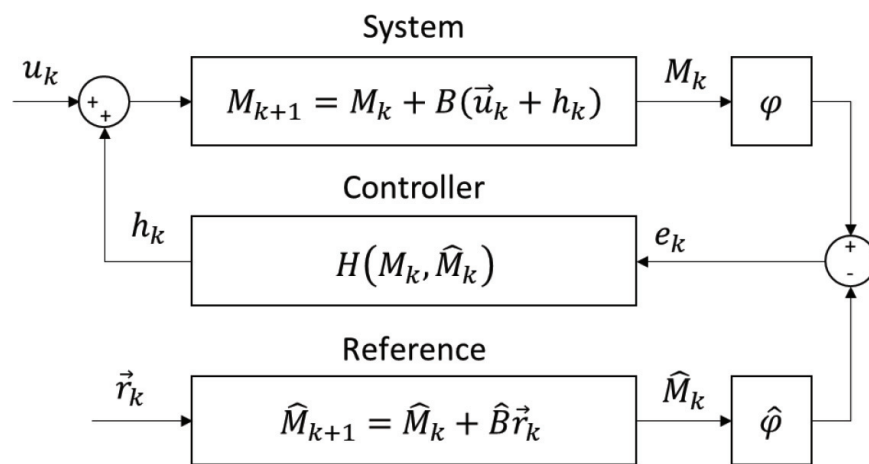 System
u_k
+
+
M_{k+1} = M_k + B(\vec{u}_k + h_k)
M_k
φ
Controller
h_k
H(M_k, \hat{M}_k)
e_k
+
-
Reference
\vec{r}_k
\hat{M}_{k+1} = \hat{M}_k + \hat{B}\vec{r}_k
\hat{M}_k
\hat{φ}